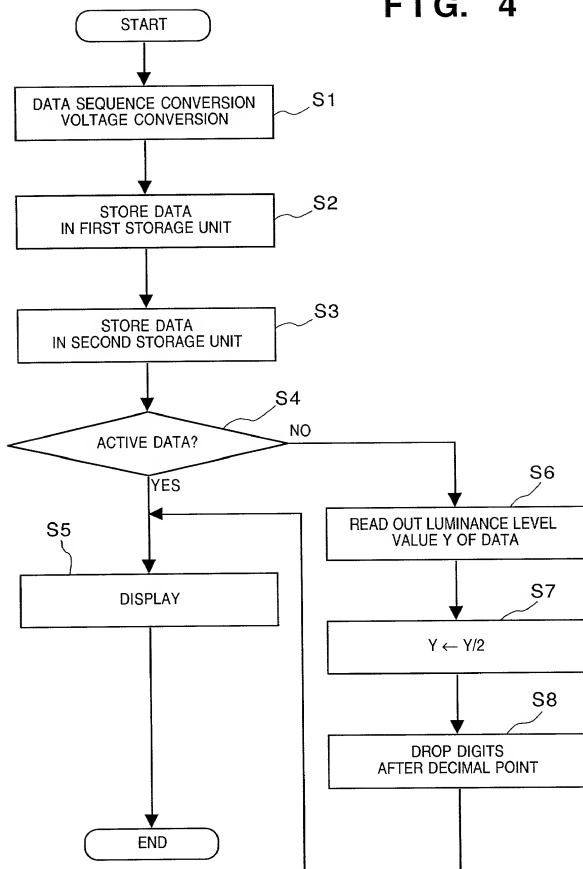 FIG. 4
START
DATA SEQUENCE CONVERSION
VOLTAGE CONVERSION
S1
STORE DATA
IN FIRST STORAGE UNIT
S2
STORE DATA
IN SECOND STORAGE UNIT
S3
ACTIVE DATA?
S4
NO
YES
S5
DISPLAY
END
S6
READ OUT LUMINANCE LEVEL
VALUE Y OF DATA
S7
Y ← Y/2
S8
DROP DIGITS
AFTER DECIMAL POINT